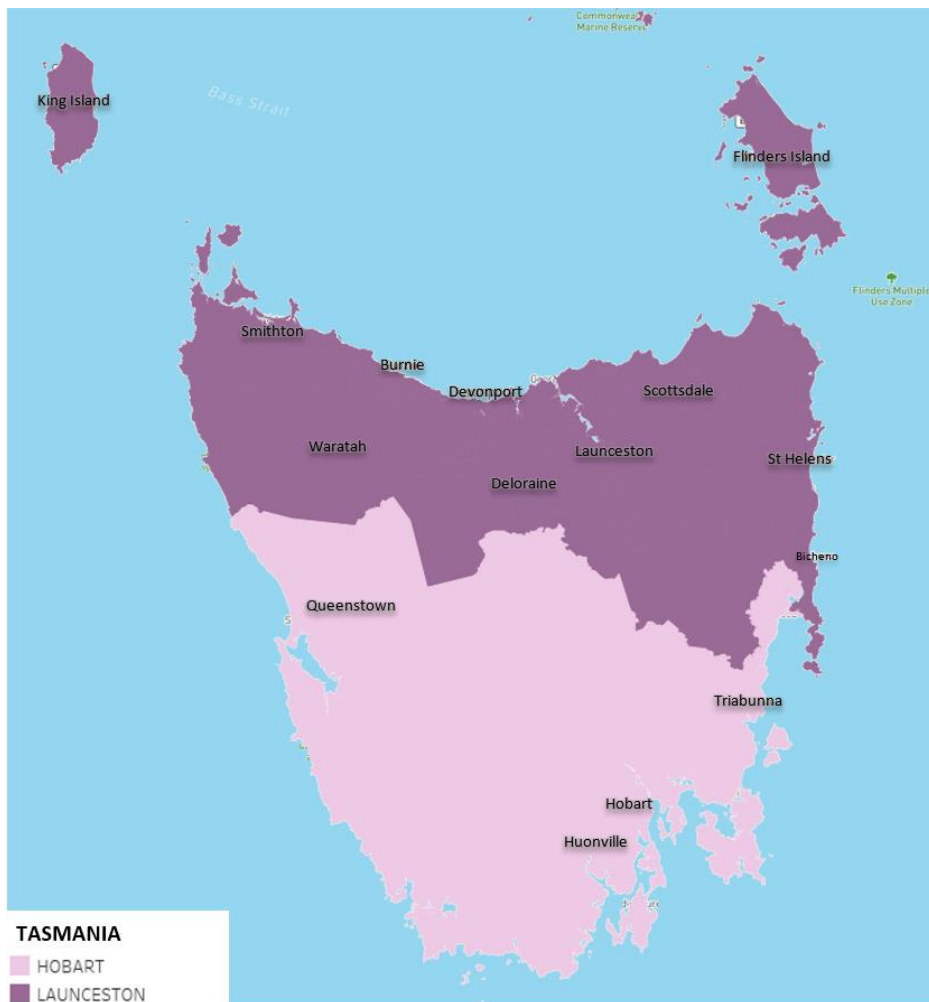 Commonwealth
Marine Reserve
King Island
Bass Strait
Flinders Island
Flinders Multiple
Use Zone
Smithton
Burnie
Devonport
Scottsdale
Waratah
Launceston
St Helens
Deloraine
Bicheno
Queenstown
Triabunna
Hobart
Huonville
TASMANIA
HOBART
LAUNCESTON